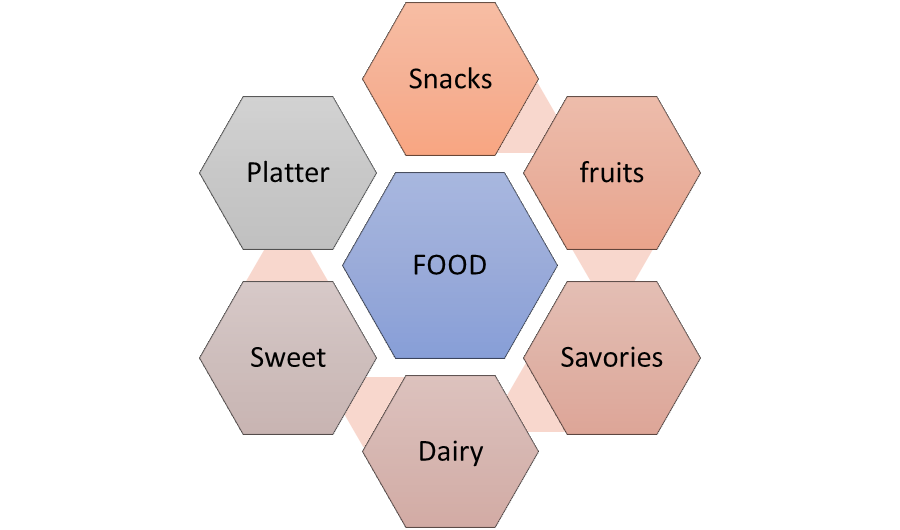 Snacks
Platter
fruits
FOOD
Sweet
Savories
Dairy